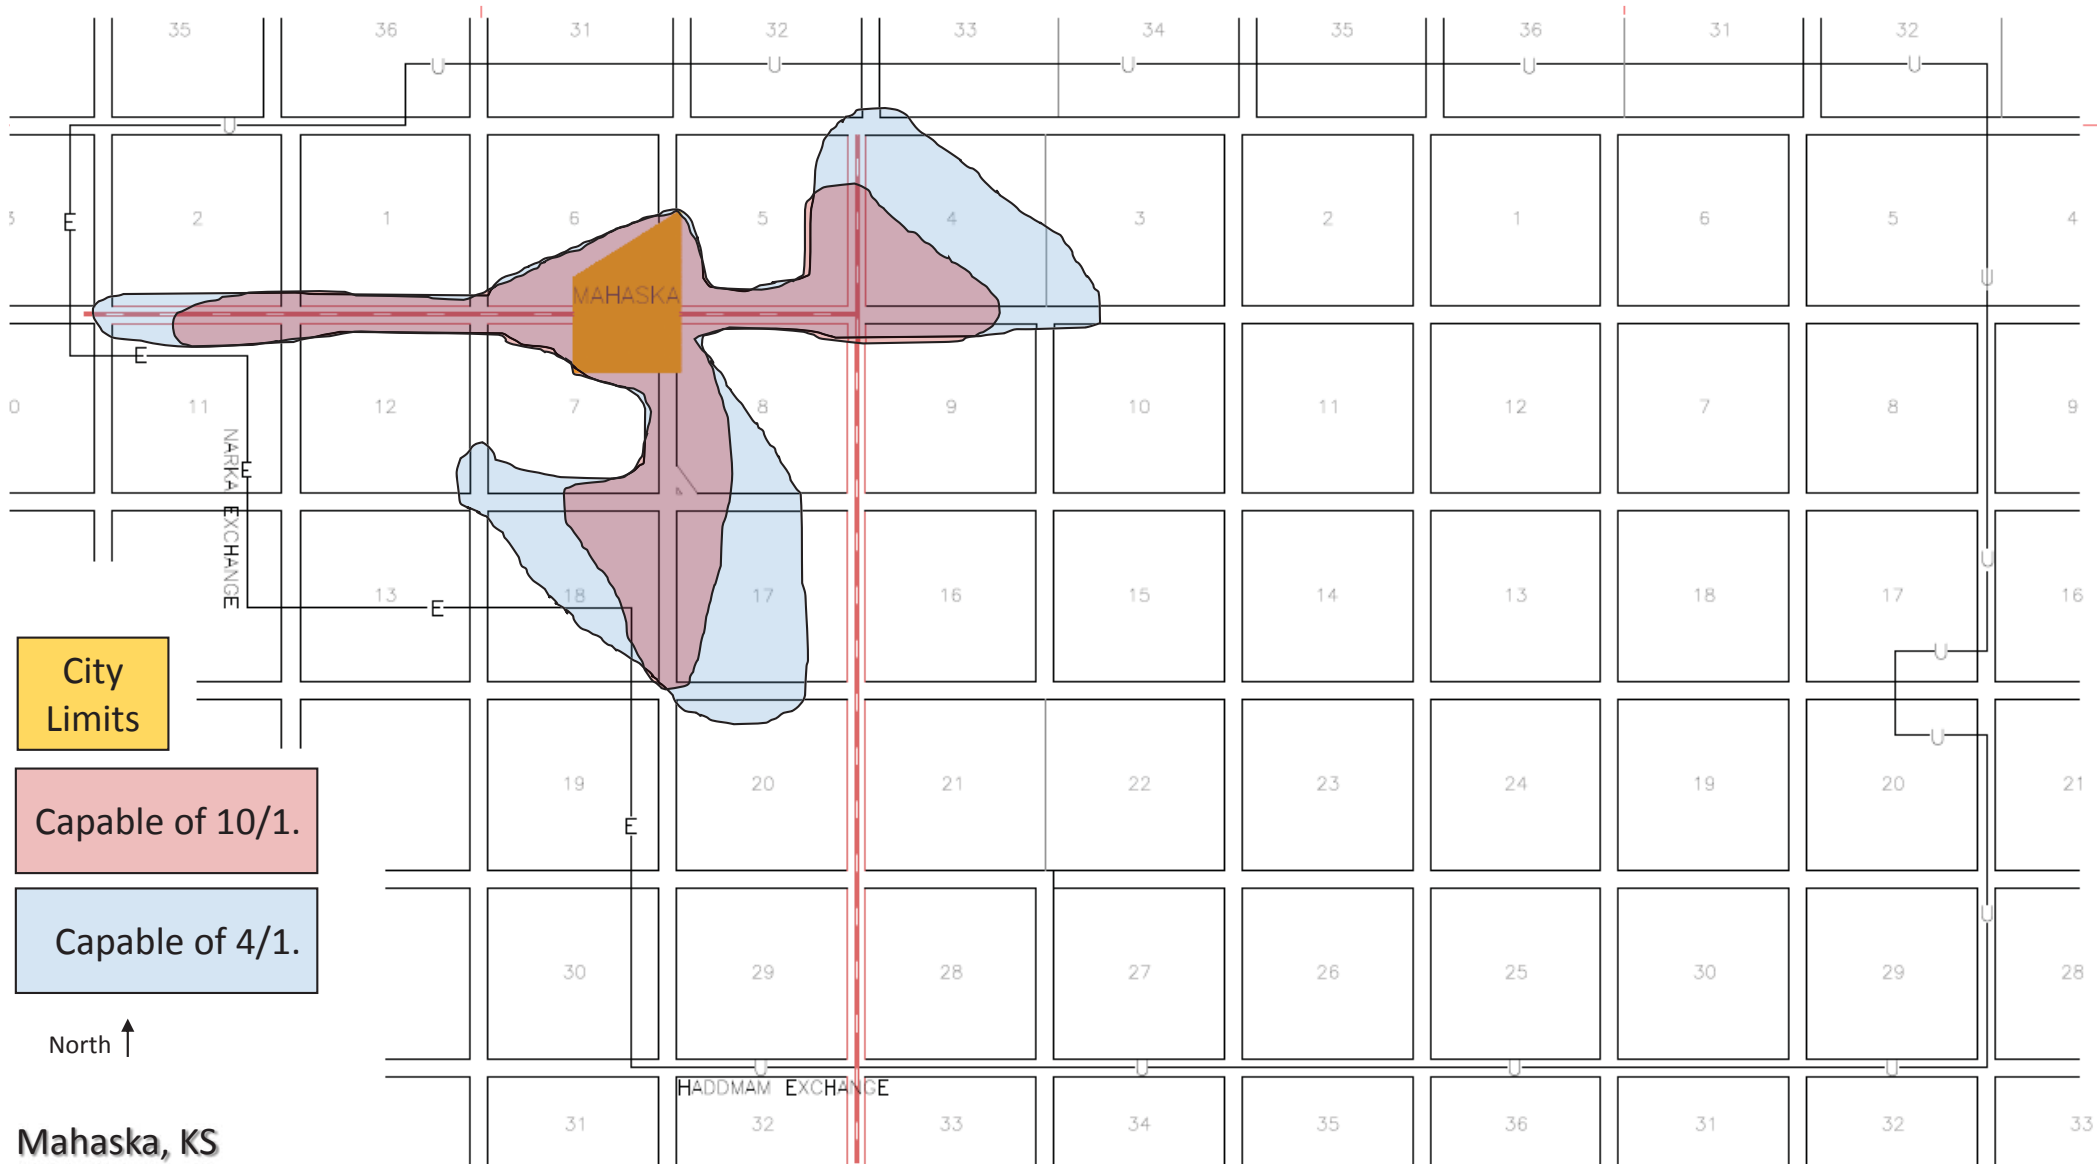 35 36 31 32 33 34 35 36 31 32
U U U U U
U
3 2 1 6 5 4 3 2 1 6 5 4
E
U
MAHASKA
E
0 11 12 7 8 9 10 11 12 7 8 9
NARKA EXCHANGE
E
U
13 18 17 16 15 14 13 18 17 16
E
U
City
Limits
U
19 20 21 22 23 24 19 20 21
Capable of 10/1.
E
U
Capable of 4/1.
30 29 28 27 26 25 30 29 28
North
U U U U
HADDMAM EXCHANGE
31 32 33 34 35 36 31 32 33
Mahaska, KS